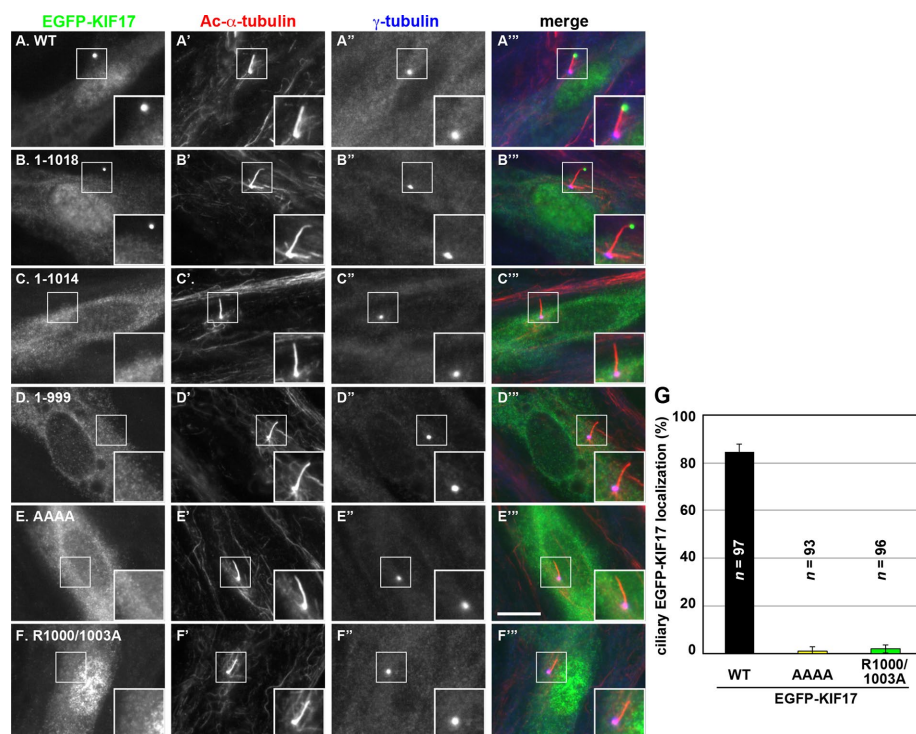 EGFP-KIF17 Ac-α-tubulin γ-tubulin merge
A. WT A' A'' A'''
B. 1-1018 B' B'' B'''
C. 1-1014 C'. C'' C'''
D. 1-999 D' D'' D'''
E. AAAA E' E'' E'''
F. R1000/1003A F' F'' F'''
G
ciliary EGFP-KIF17 localization (%)
100
80
60
40
20
0
n = 97
n = 93
n = 96
WT AAAA R1000/
1003A
EGFP-KIF17